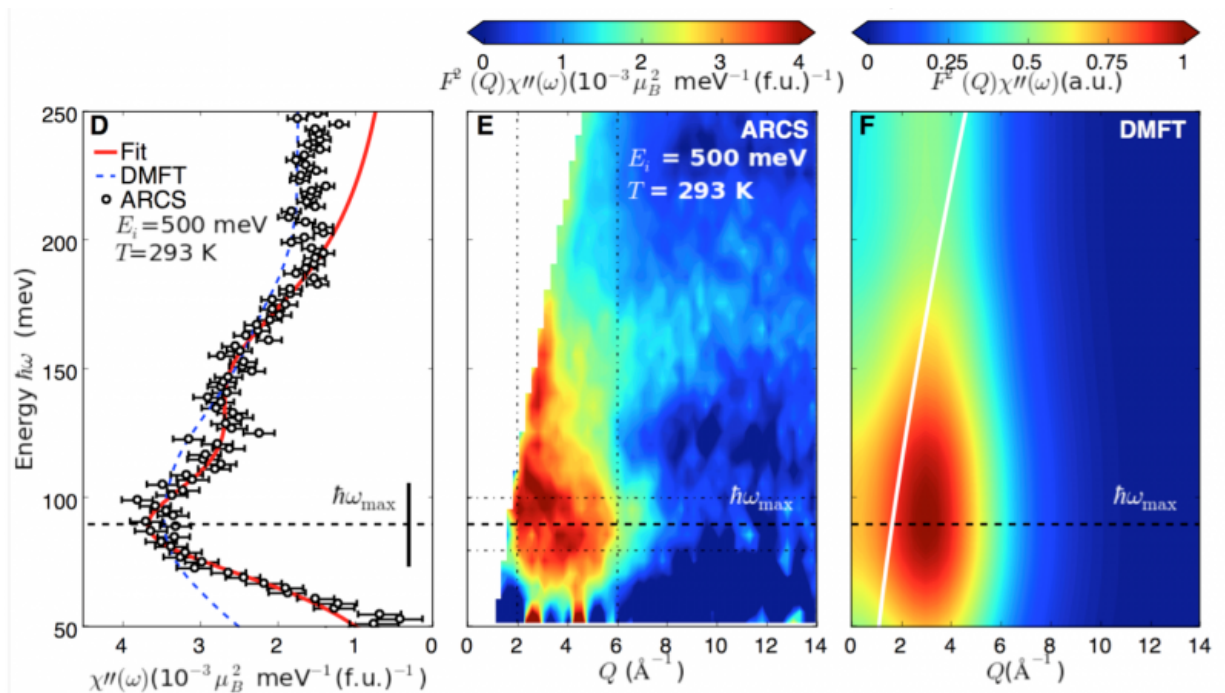 0 1 2 3 4
F² (Q)χ′′(ω)(10⁻³ μ_B² meV⁻¹ (f.u.)⁻¹)
0 0.25 0.5 0.75 1
F² (Q)χ′′(ω)(a.u.)
D
Fit
DMFT
ARCS
E_i=500 meV
T=293 K
ħω_max
250
200
150
100
50
Energy ħω (mev)
4 3 2 1 0
χ′′(ω)(10⁻³ μ_B² meV⁻¹(f.u.)⁻¹)
E
ARCS
E_i = 500 meV
T = 293 K
ħω_max
0 2 4 6 8 10 12 14
Q (Å⁻¹)
F
DMFT
ħω_max
0 2 4 6 8 10 12 14
Q(Å⁻¹)